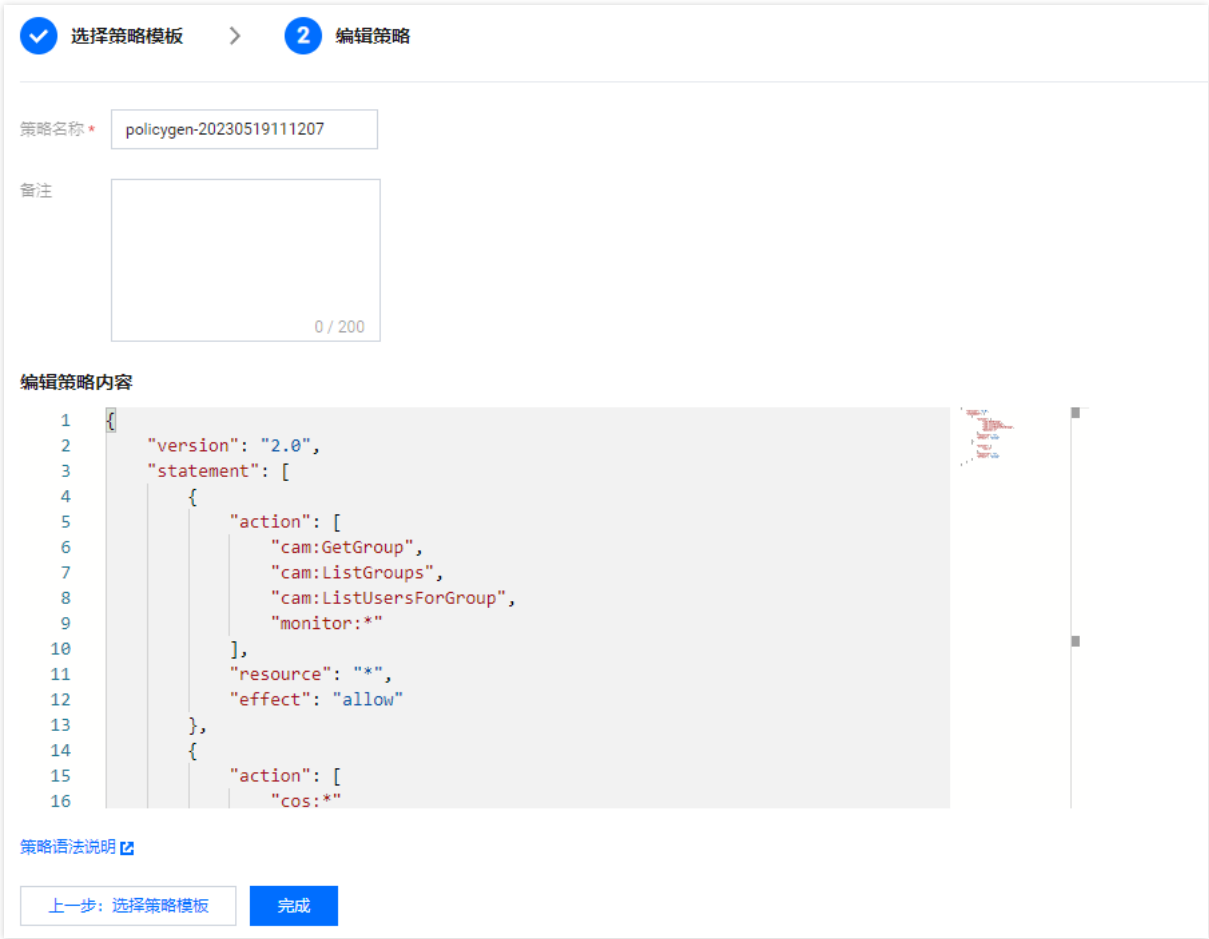 选择策略模板 2 编辑策略
策略名称 * policygen-20230519111207
备注
0 / 200
编辑策略内容
1 {
2 "version": "2.0",
3 "statement": [
4 {
5 "action": [
6 "cam:GetGroup",
7 "cam:ListGroups",
8 "cam:ListUsersForGroup",
9 "monitor:*"
10 ],
11 "resource": "*",
12 "effect": "allow"
13 },
14 {
15 "action": [
16 "cos:*"
策略语法说明
上一步：选择策略模板 完成